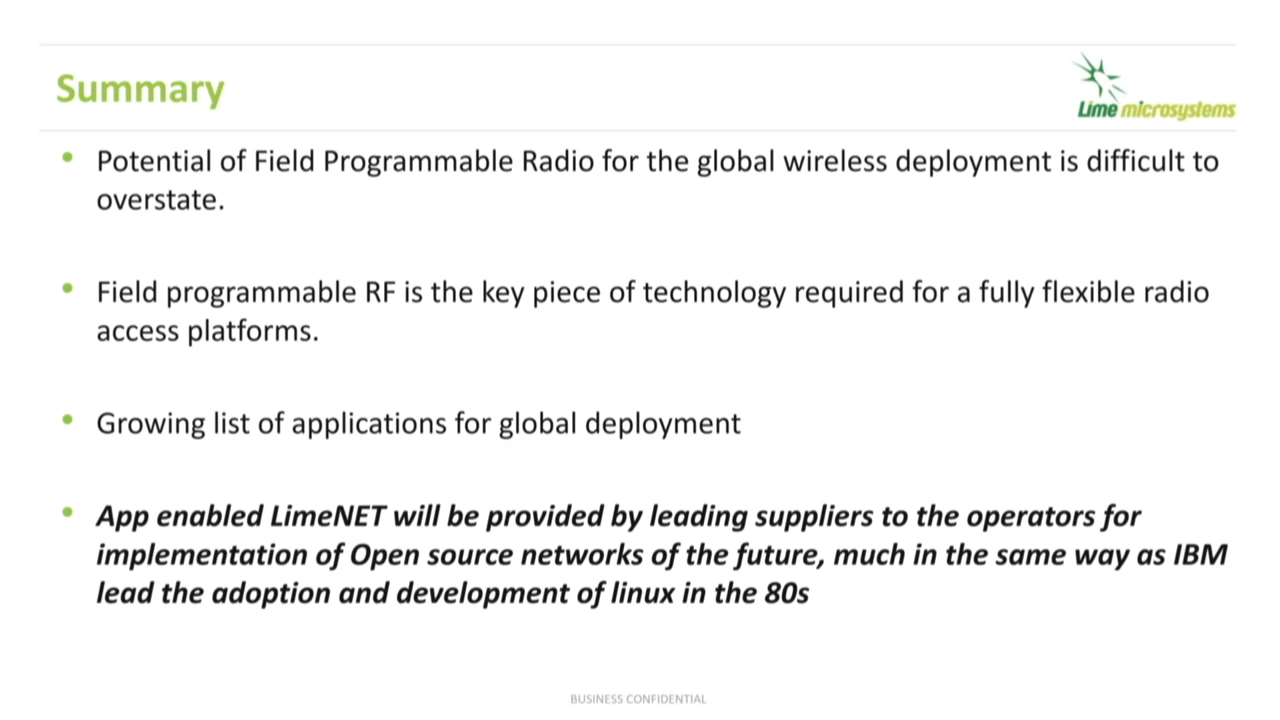 Summary
Lime microsystems
• Potential of Field Programmable Radio for the global wireless deployment is difficult to
overstate.
• Field programmable RF is the key piece of technology required for a fully flexible radio
access platforms.
• Growing list of applications for global deployment
• App enabled LimeNET will be provided by leading suppliers to the operators for
implementation of Open source networks of the future, much in the same way as IBM
lead the adoption and development of linux in the 80s
BUSINESS CONFIDENTIAL